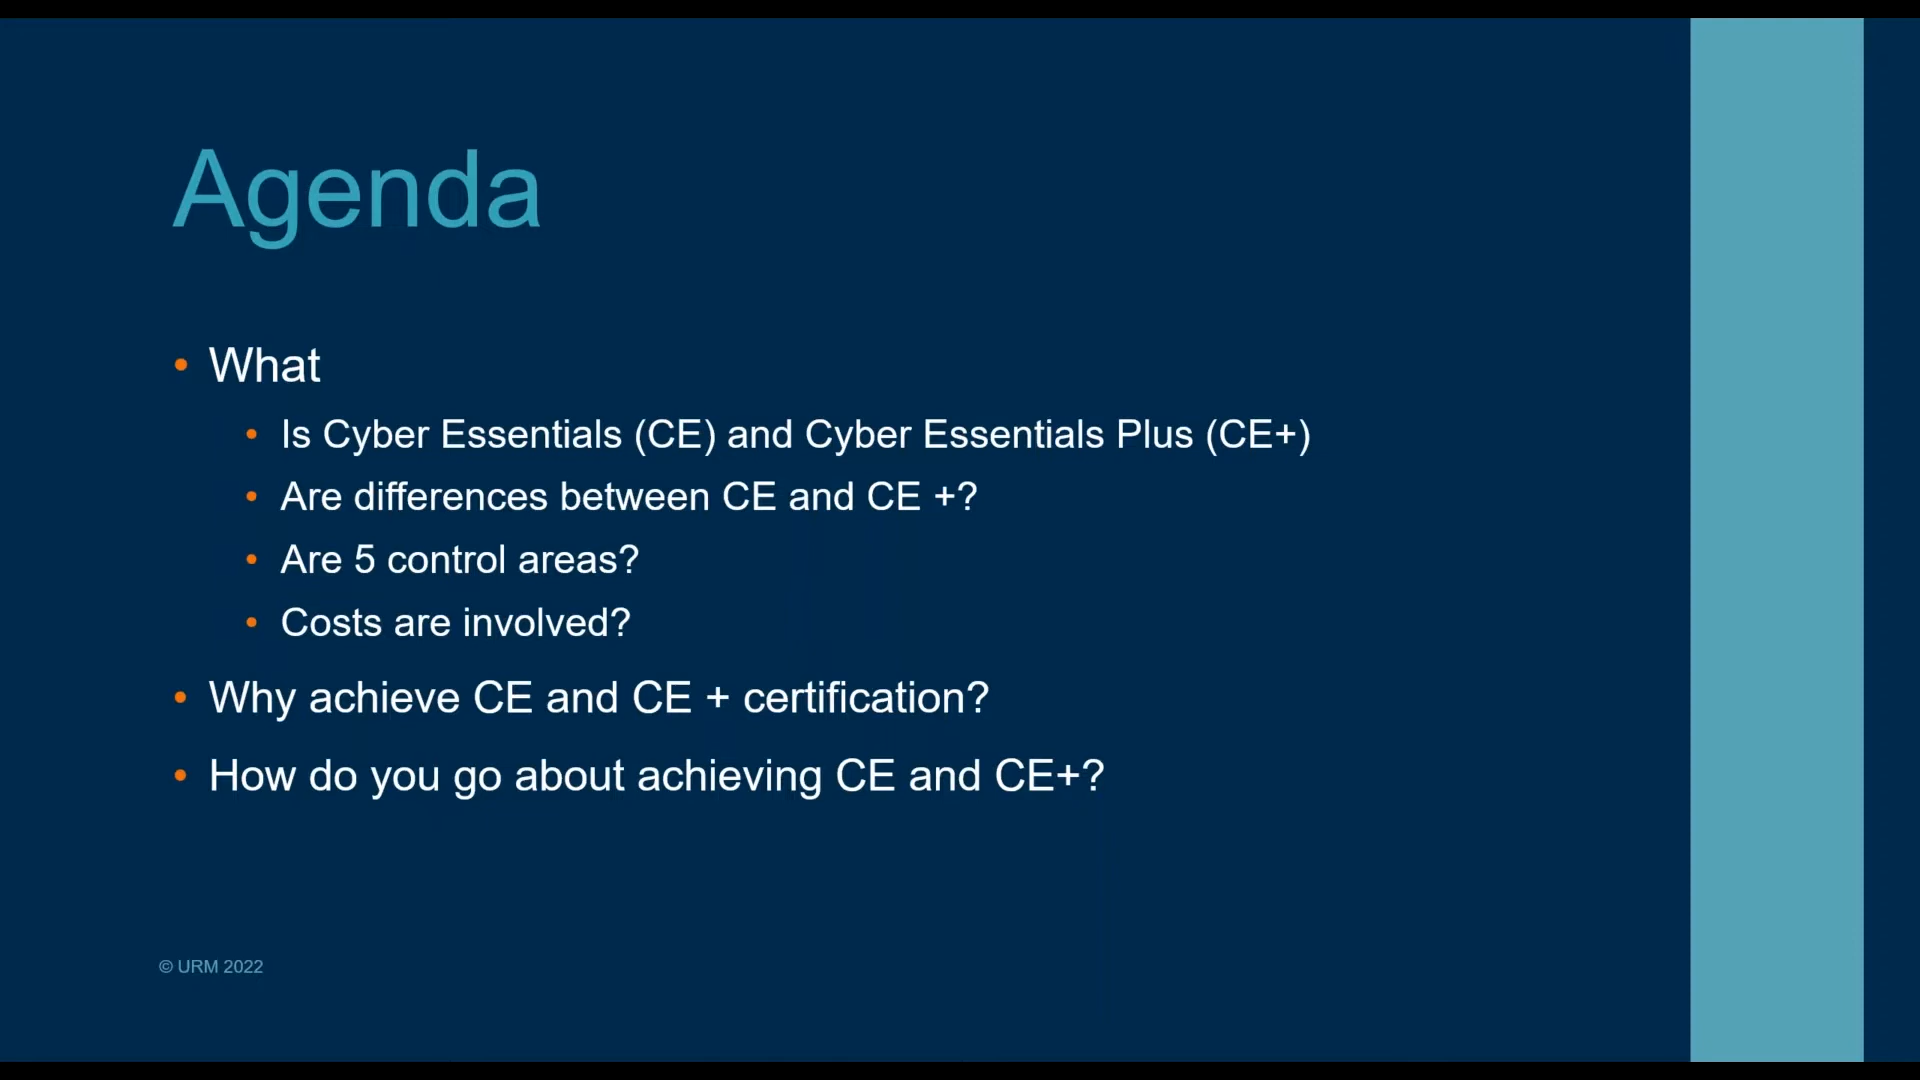 Agenda
• What
• Is Cyber Essentials (CE) and Cyber Essentials Plus (CE+)
• Are differences between CE and CE +?
• Are 5 control areas?
• Costs are involved?
• Why achieve CE and CE + certification?
• How do you go about achieving CE and CE+?
© URM 2022